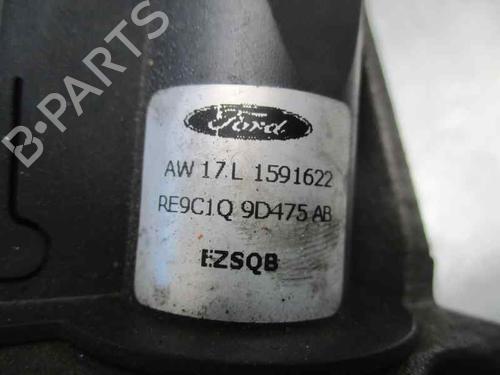 B-PARTS
Ford
AW 17.L 1591622
RE9C1Q 9D475 AB
EZSQB